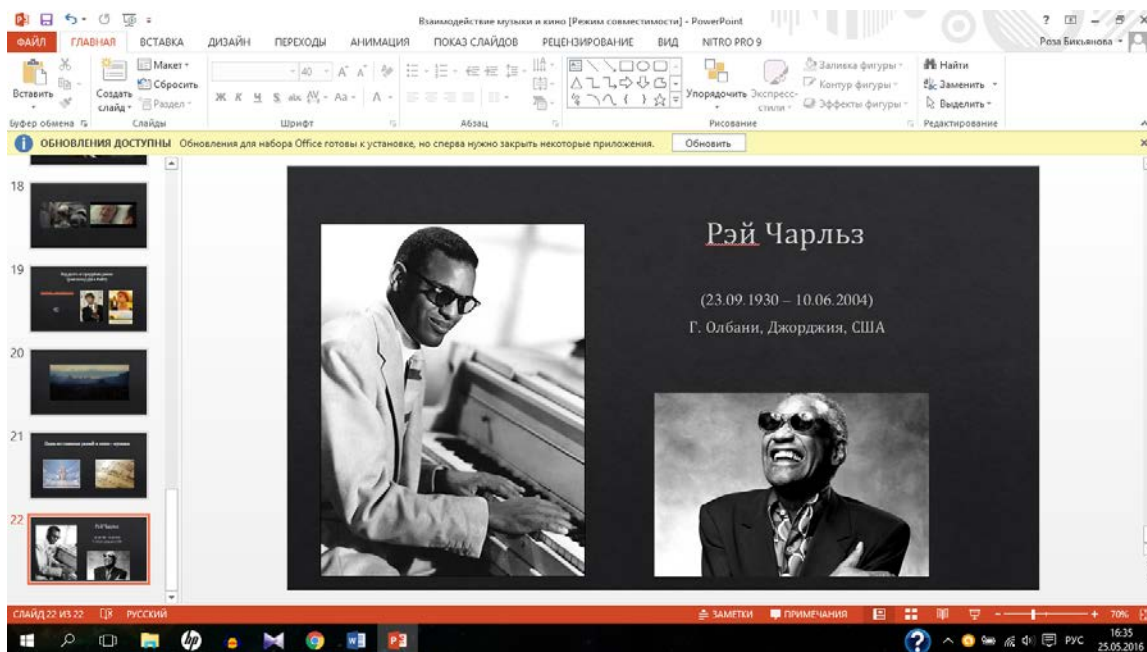 Взаимодействие музыки и кино [Режим совместимости] - PowerPoint
ФАЙЛ ГЛАВНАЯ ВСТАВКА ДИЗАЙН ПЕРЕХОДЫ АНИМАЦИЯ ПОКАЗ СЛАЙДОВ РЕЦЕНЗИРОВАНИЕ ВИД NITRO PRO 9 Роза Бикьянова
Вставить
Создать слайд
Макет
Сбросить
Раздел
40
Ж К Ч S abc AV Aa A
Упорядочить
Экспресс-стили
Заливка фигуры
Контур фигуры
Эффекты фигуры
Найти
Заменить
Выделить
Буфер обмена Слайды Шрифт Абзац Рисование Редактирование
ОБНОВЛЕНИЯ ДОСТУПНЫ Обновления для набора Office готовы к установке, но сперва нужно закрыть некоторые приложения. Обновить
18
19
20
21
22
Рэй Чарльз
(23.09.1930 – 10.06.2004)
Г. Олбани, Джорджия, США
СЛАЙД 22 ИЗ 22 РУССКИЙ ЗАМЕТКИ ПРИМЕЧАНИЯ 70%
РУС 16:35
25.05.2016